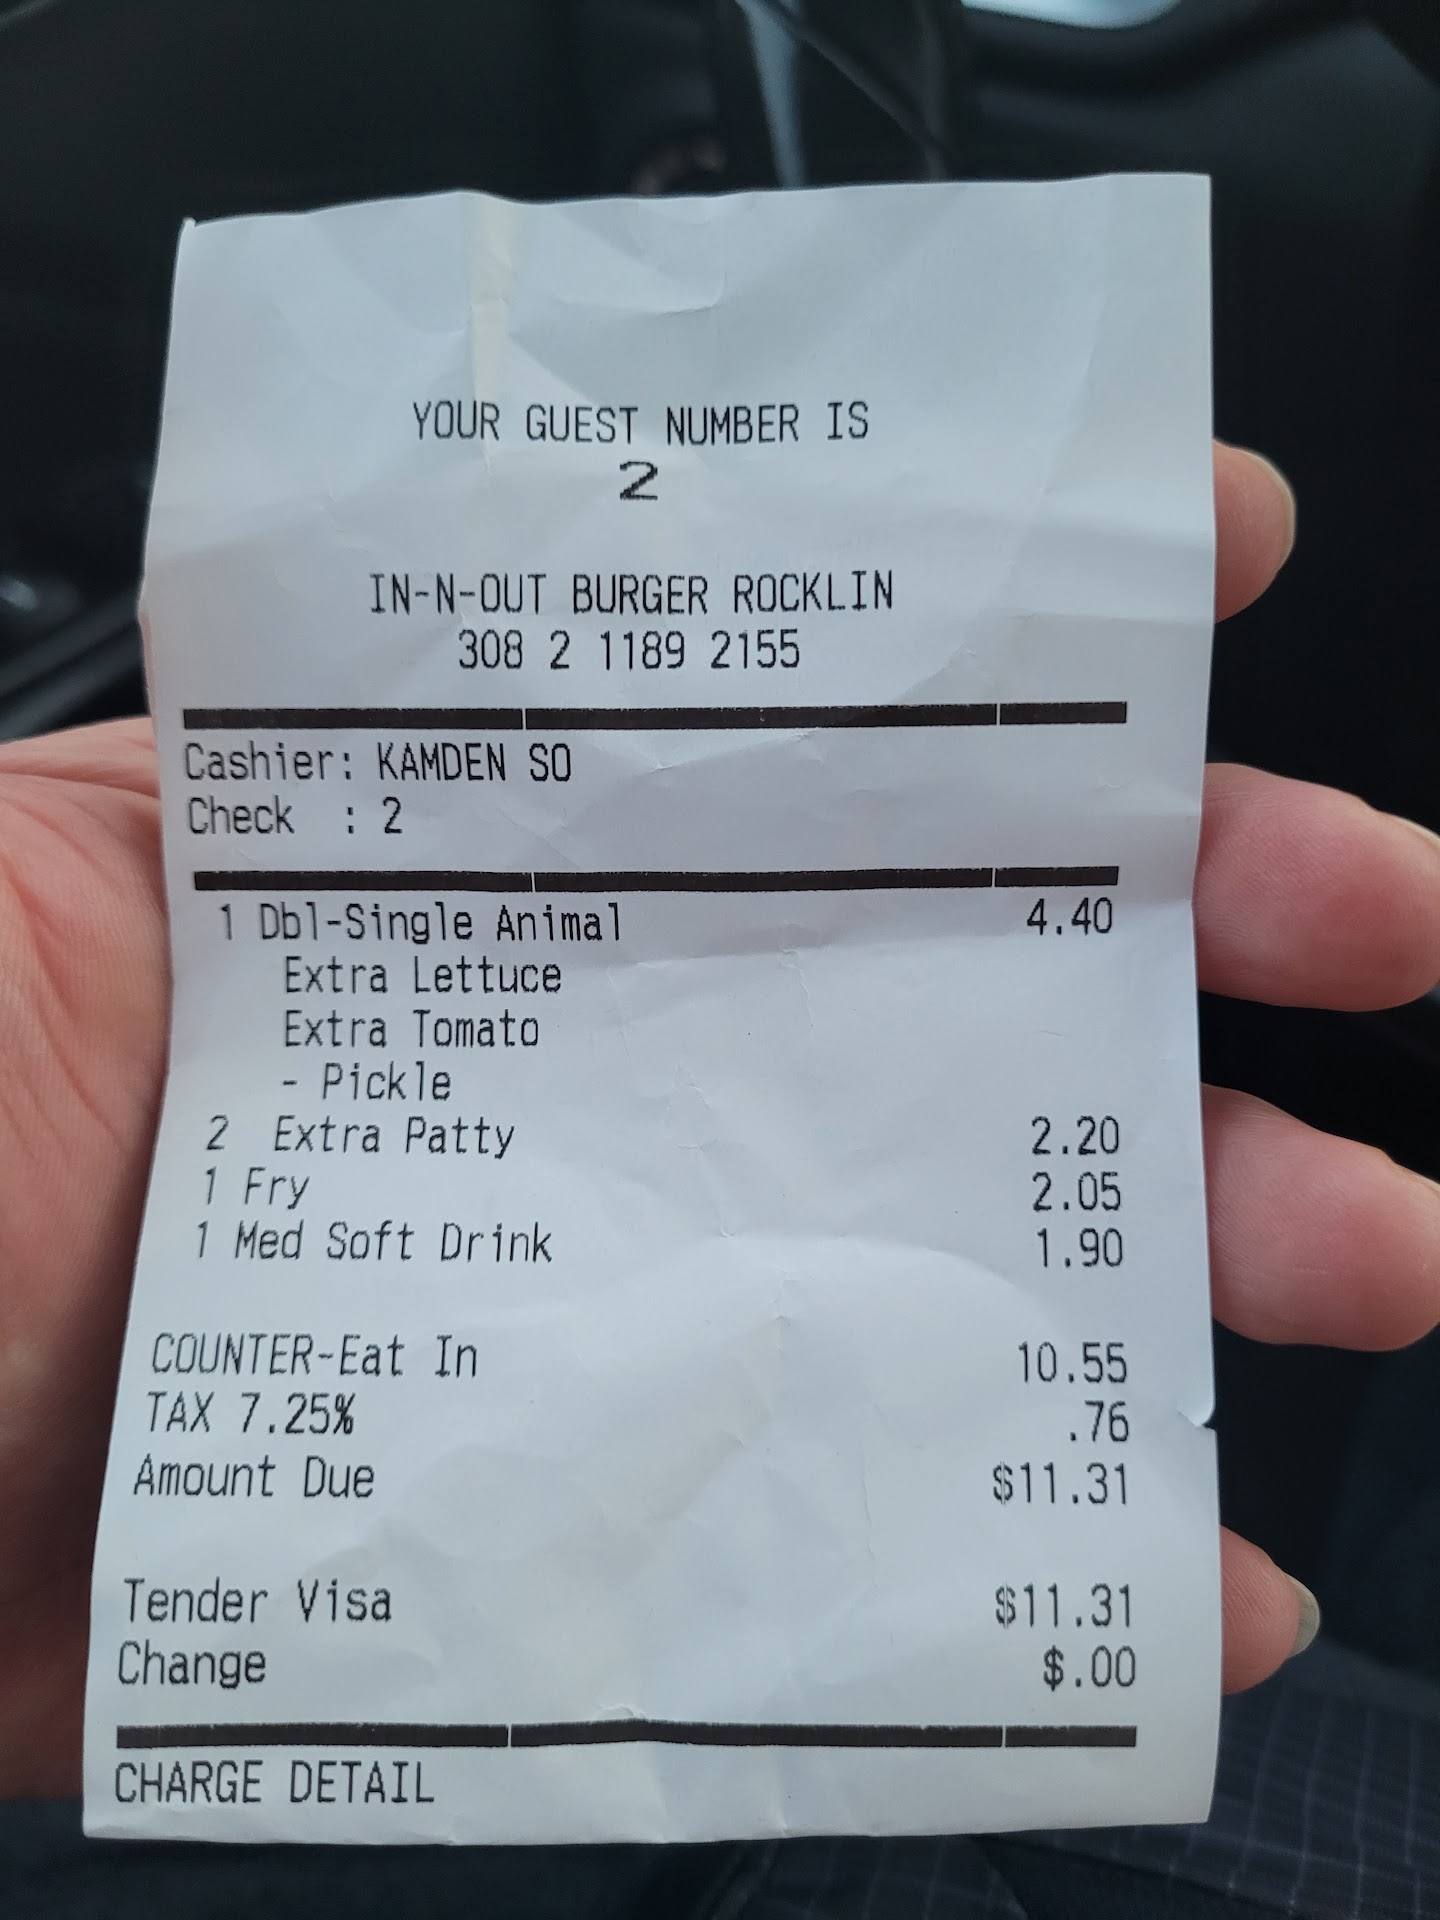 YOUR GUEST NUMBER IS
2
IN-N-OUT BURGER ROCKLIN
308 2 1189 2155
Cashier: KAMDEN SO
Check : 2
1 Dbl-Single Animal 4.40
Extra Lettuce
Extra Tomato
- Pickle
2 Extra Patty 2.20
1 Fry 2.05
1 Med Soft Drink 1.90
COUNTER-Eat In 10.55
TAX 7.25% .76
Amount Due $11.31
Tender Visa $11.31
Change $.00
CHARGE DETAIL